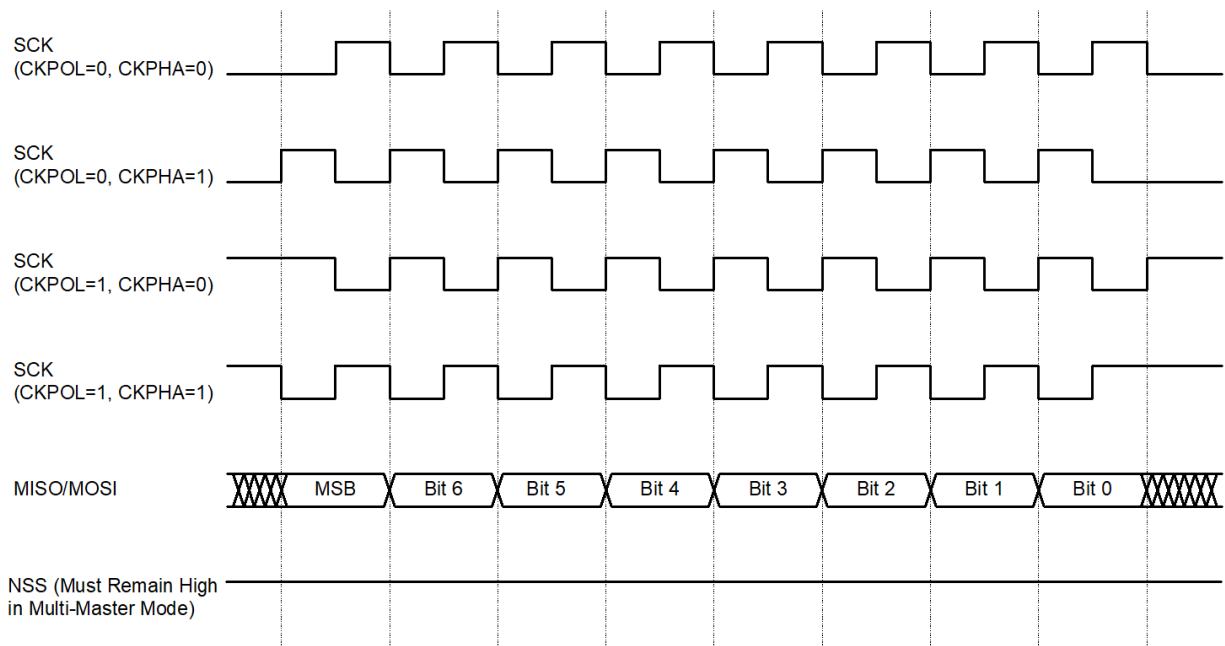 SCK
(CKPOL=0, CKPHA=0)
SCK
(CKPOL=0, CKPHA=1)
SCK
(CKPOL=1, CKPHA=0)
SCK
(CKPOL=1, CKPHA=1)
MISO/MOSI MSB Bit 6 Bit 5 Bit 4 Bit 3 Bit 2 Bit 1 Bit 0
NSS (Must Remain High
in Multi-Master Mode)